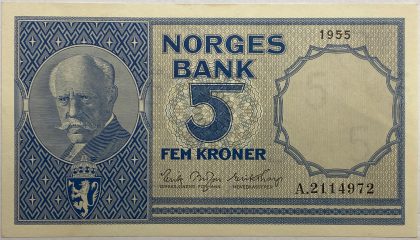 1955
NORGES
BANK
5
FEM KRONER
A.2114972